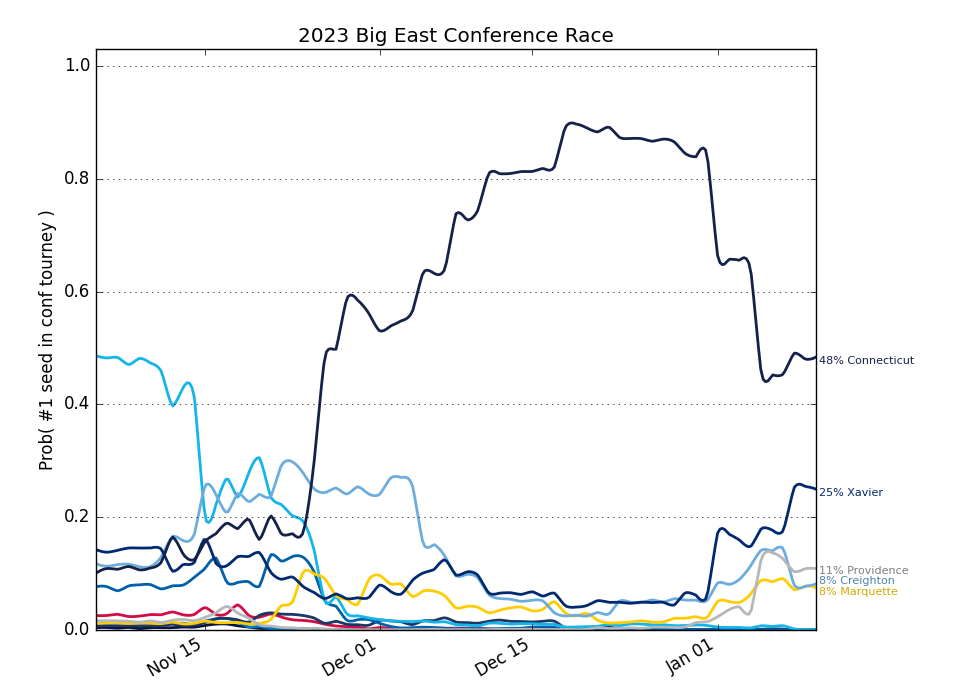 2023 Big East Conference Race
Prob( #1 seed in conf tourney )
1.0
0.8
0.6
0.4
0.2
0.0
48% Connecticut
25% Xavier
11% Providence
8% Creighton
8% Marquette
Nov 15
Dec 01
Dec 15
Jan 01